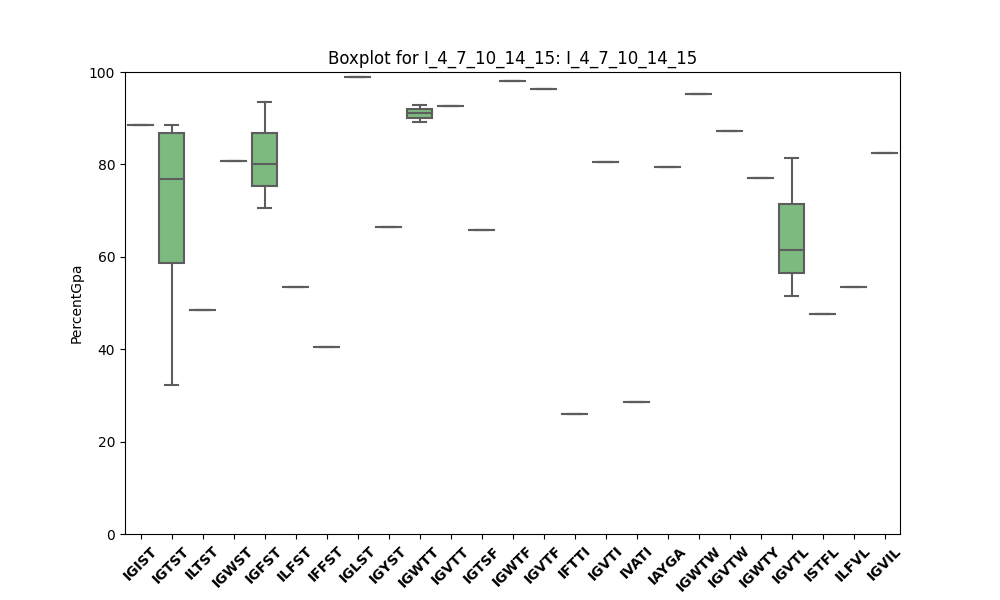 Boxplot for I_4_7_10_14_15: I_4_7_10_14_15
PercentGpa
100
80
60
40
20
0
IGIST IGTST ILTST IGWST IGFST ILFST IFFST IGLST IGYST IGWTT IGVTT IGTSF IGWTF IGVTF IFTTI IGVTI IVATI IAYGA IGWTW IGVTW IGWTY IGVTL ISTFL ILFVL IGVIL